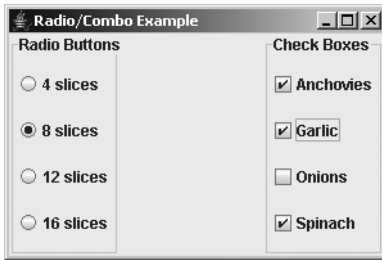 Radio/Combo Example
Radio Buttons
4 slices
8 slices
12 slices
16 slices
Check Boxes
Anchovies
Garlic
Onions
Spinach